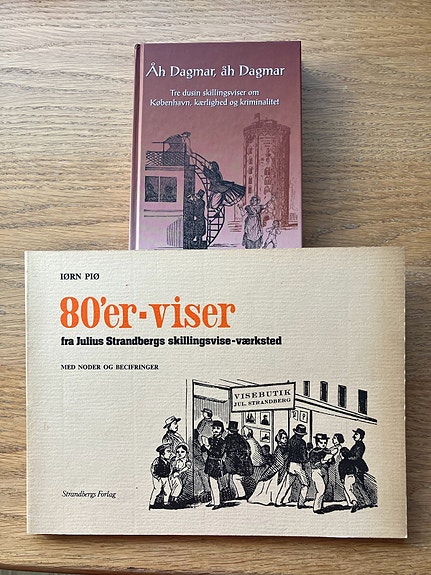 Åh Dagmar, åh Dagmar
Tre dusin skillingsviser om
København, kærlighed og kriminalitet
IØRN PIØ
80'er-viser
fra Julius Strandbergs skillingsvise-værksted
MED NODER OG BECIFRINGER
VISEBUTIK
JUL. STRANDBERG
Strandbergs Forlag